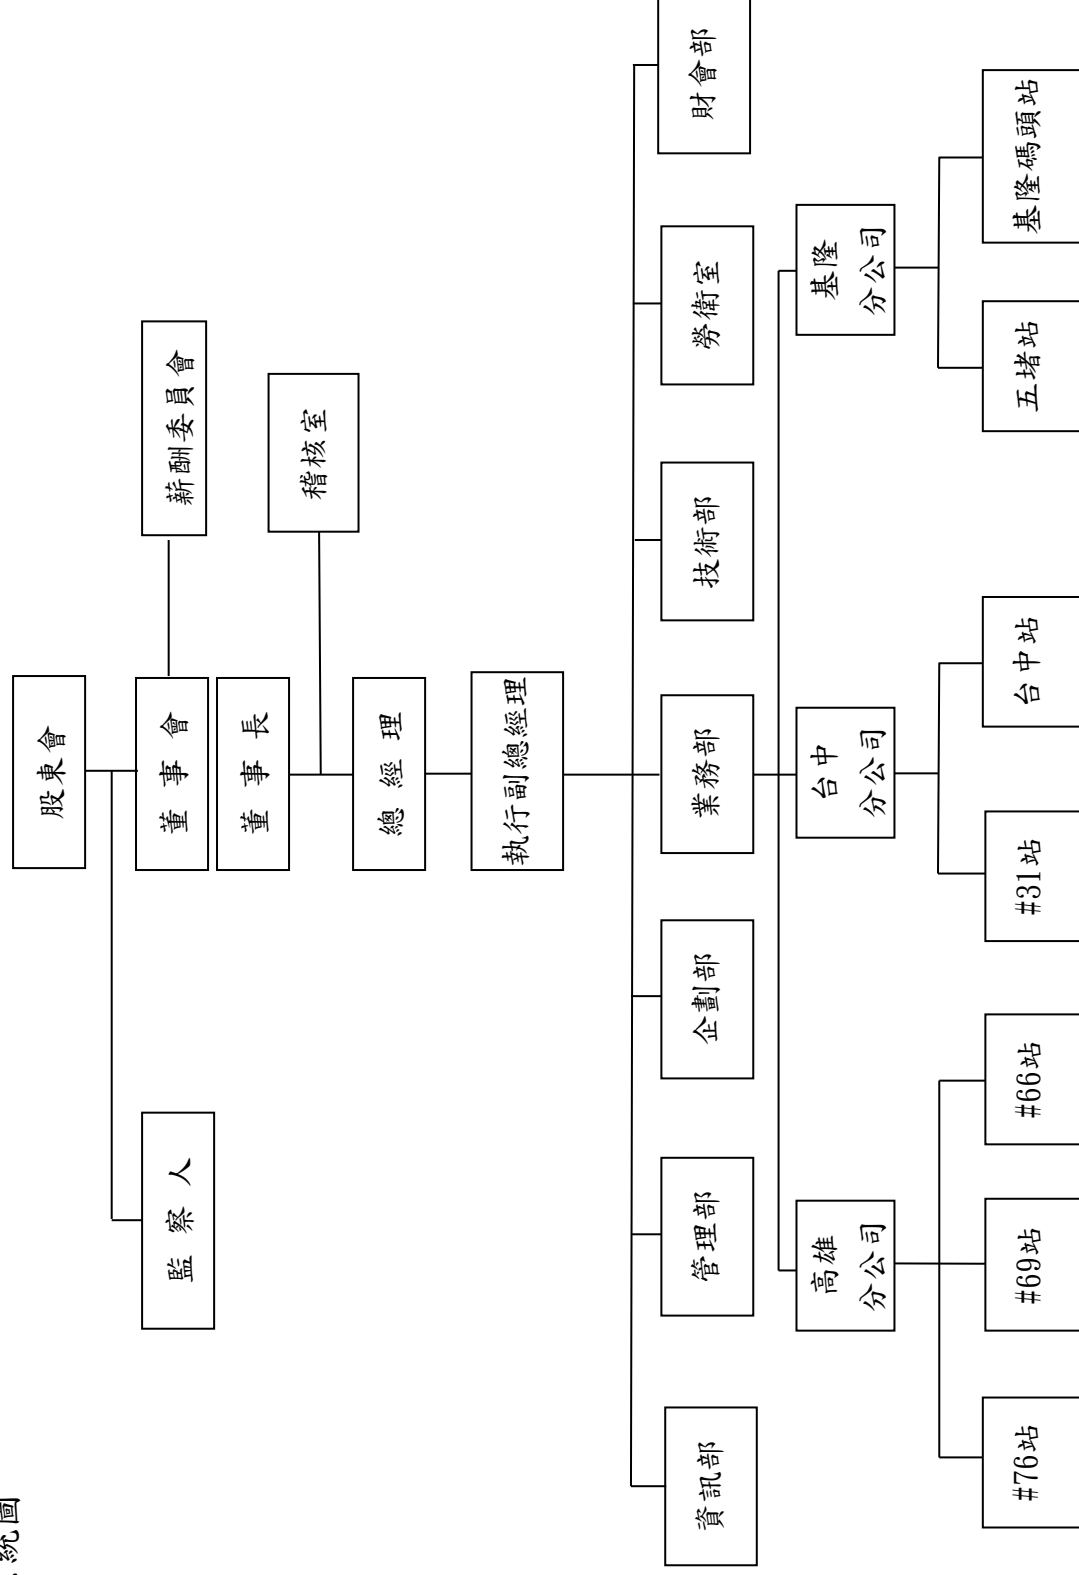 統圖
股東會
監 察 人
董 事 會
薪酬委員會
董 事 長
稽核室
總 經 理
執行副總經理
資訊部
管理部
企劃部
業務部
技術部
勞衛室
財會部
高雄
分公司
台中
分公司
基隆
分公司
#76站
#69站
#66站
#31站
台中站
五堵站
基隆碼頭站